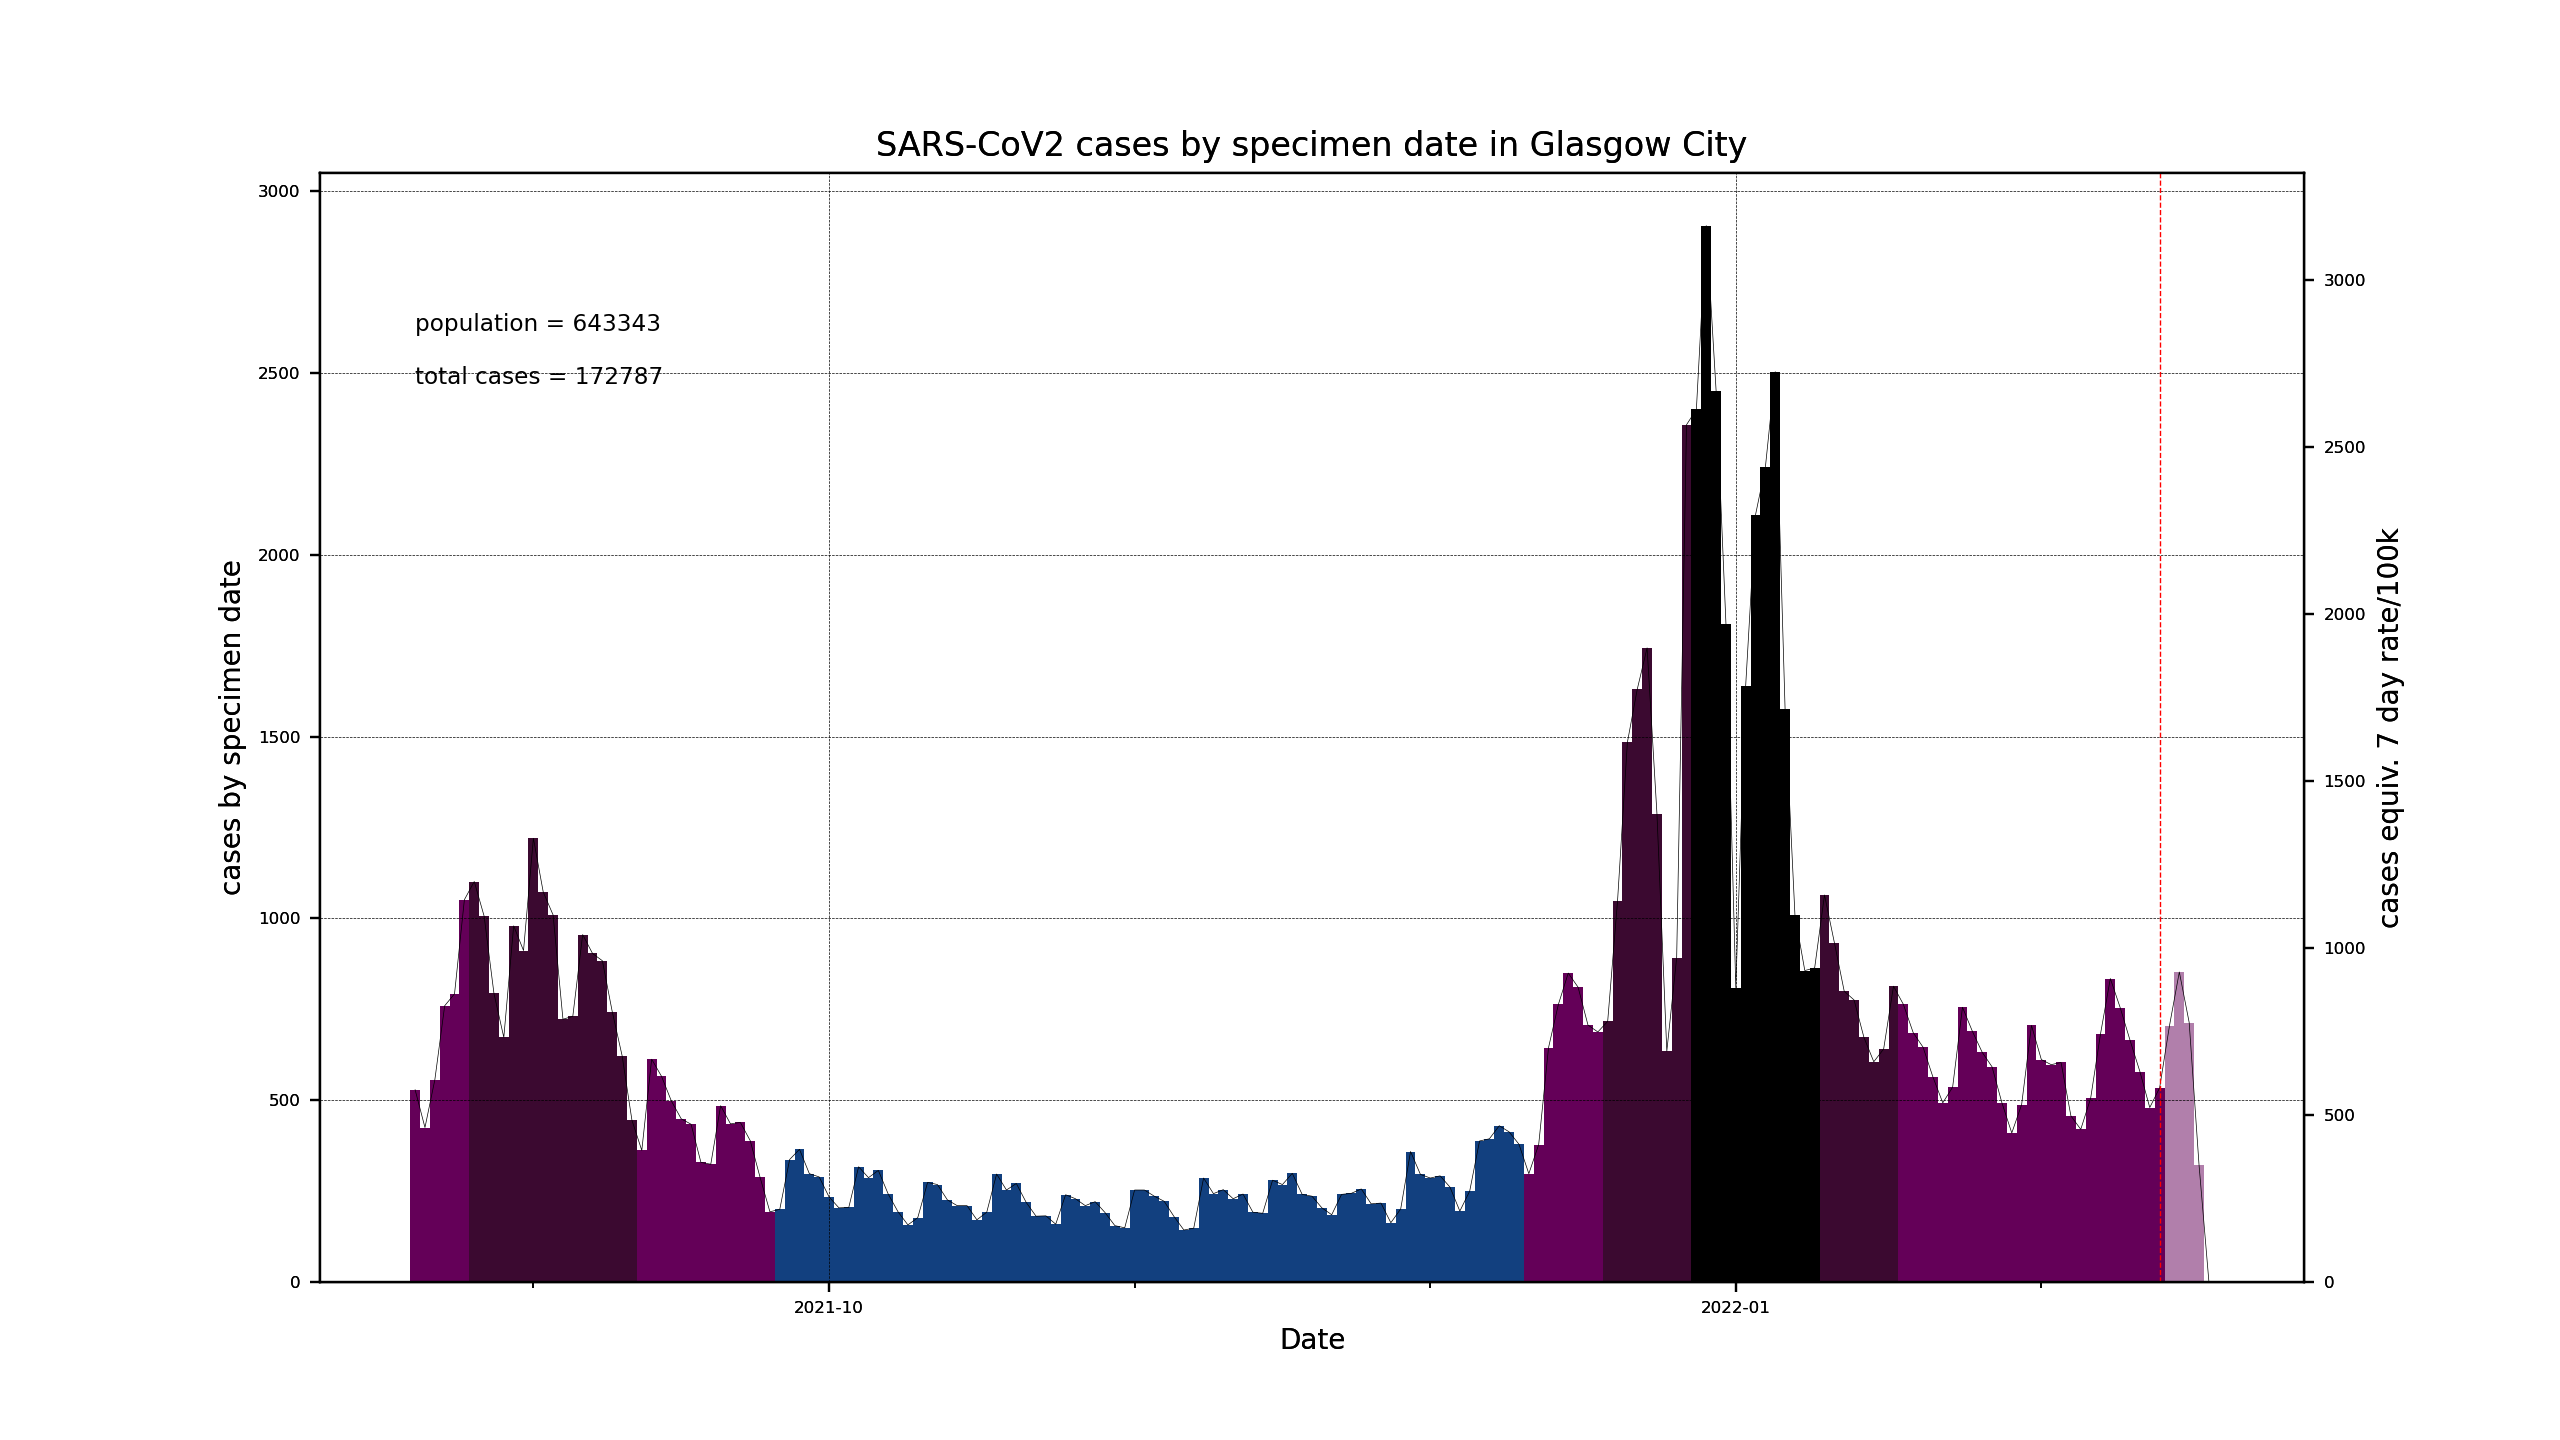 SARS-CoV2 cases by specimen date in Glasgow City
population = 643343
total cases = 172787
cases by specimen date
3000
2500
2000
1500
1000
500
0
2021-10
2022-01
Date
3000
2500
2000
1500
1000
500
0
cases equiv. 7 day rate/100k